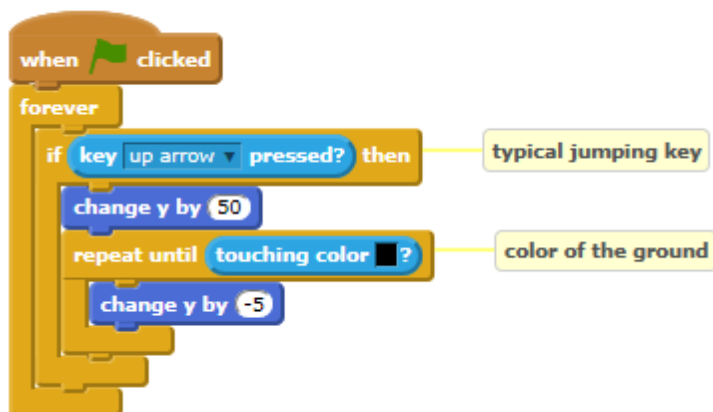 when clicked
forever
if key up arrow pressed? then
typical jumping key
change y by 50
repeat until touching color ?
color of the ground
change y by -5